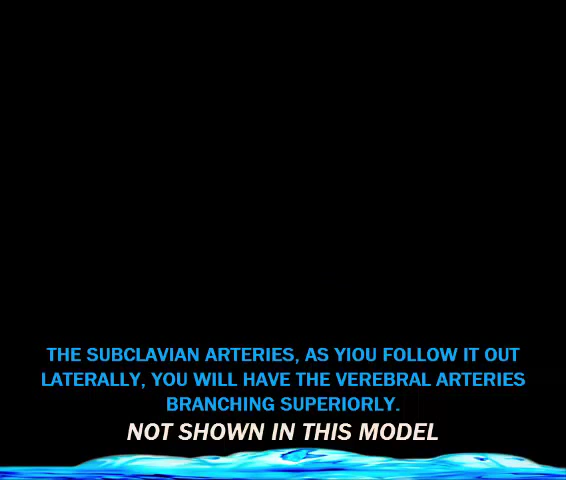 THE SUBCLAVIAN ARTERIES, AS YIOU FOLLOW IT OUT
LATERALLY, YOU WILL HAVE THE VEREBRAL ARTERIES
BRANCHING SUPERIORLY.
NOT SHOWN IN THIS MODEL